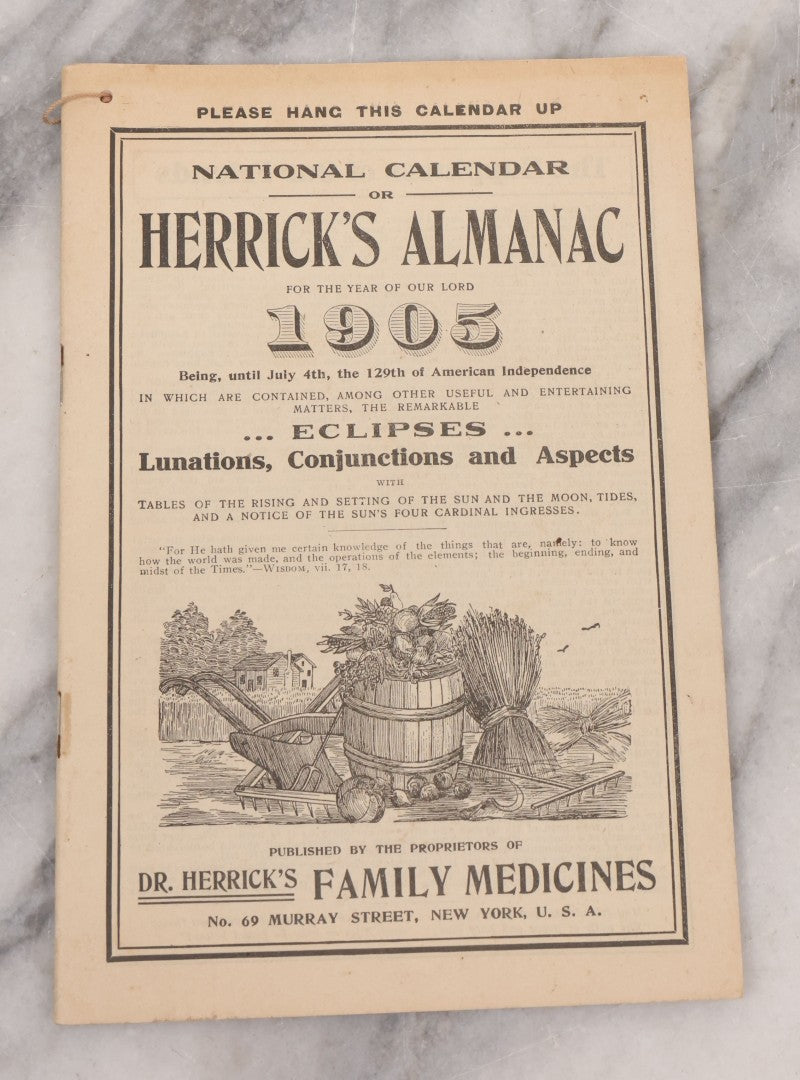 PLEASE HANG THIS CALENDAR UP
NATIONAL CALENDAR
OR
HERRICK'S ALMANAC
FOR THE YEAR OF OUR LORD
1905
Being, until July 4th, the 129th of American Independence
IN WHICH ARE CONTAINED, AMONG OTHER USEFUL AND ENTERTAINING
MATTERS, THE REMARKABLE
... ECLIPSES ...
Lunations, Conjunctions and Aspects
WITH
TABLES OF THE RISING AND SETTING OF THE SUN AND THE MOON, TIDES,
AND A NOTICE OF THE SUN'S FOUR CARDINAL INGRESSES.
"For He hath given me certain knowledge of the things that are, namely: to know
how the world was made, and the operations of the elements; the beginning, ending, and
midst of the Times."—WISDOM, vii. 17, 18.
PUBLISHED BY THE PROPRIETORS OF
DR. HERRICK'S FAMILY MEDICINES
No. 69 MURRAY STREET, NEW YORK, U. S. A.